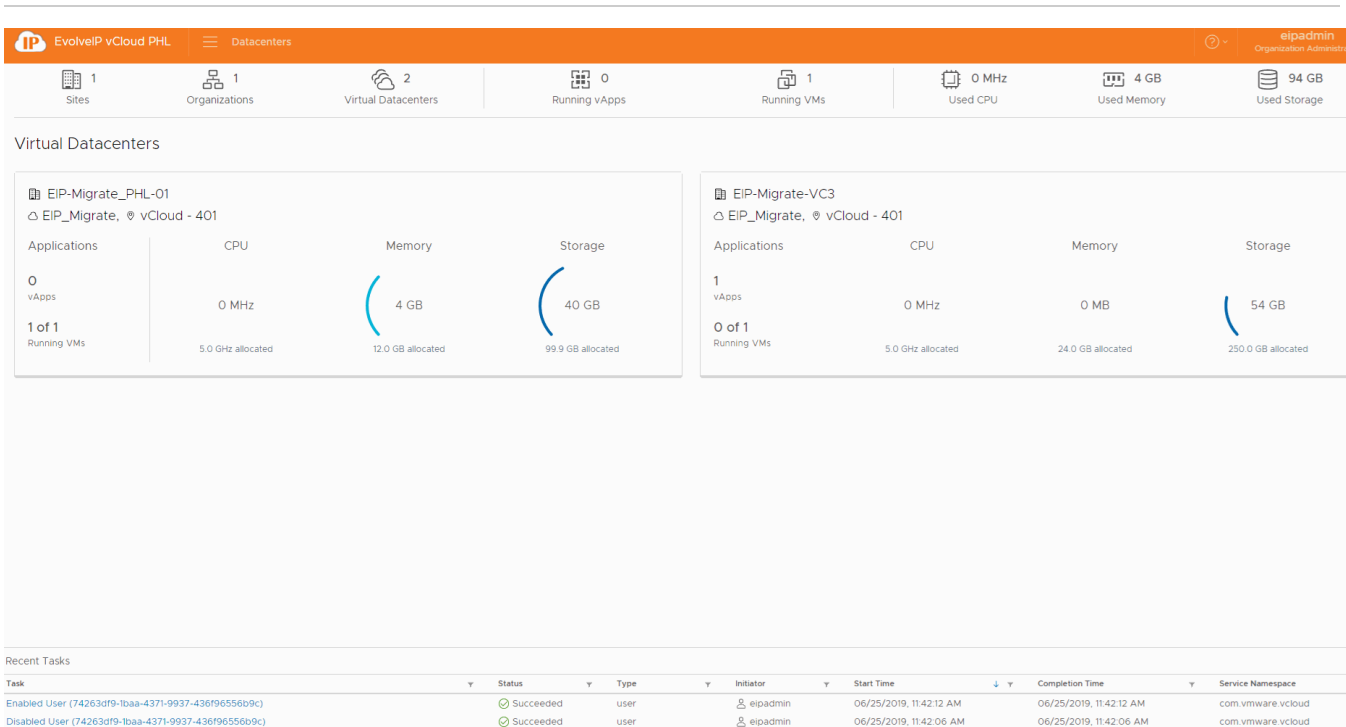 IP EvolveIP vCloud PHL Datacenters eipadmin
Organization Administra
1 1 2 0 1 0 MHz 4 GB 94 GB
Sites Organizations Virtual Datacenters Running vApps Running VMs Used CPU Used Memory Used Storage
Virtual Datacenters
EIP-Migrate_PHL-01
EIP_Migrate, vCloud - 401
Applications CPU Memory Storage
0
vApps
0 MHz 4 GB 40 GB
1 of 1
Running VMs
5.0 GHz allocated 12.0 GB allocated 99.9 GB allocated
EIP-Migrate-VC3
EIP_Migrate, vCloud - 401
Applications CPU Memory Storage
1
vApps
0 MHz 0 MB 54 GB
0 of 1
Running VMs
5.0 GHz allocated 24.0 GB allocated 250.0 GB allocated
Recent Tasks
Task Status Type Initiator Start Time Completion Time Service Namespace
Enabled User (74263df9-1baa-4371-9937-436f96556b9c) Succeeded user eipadmin 06/25/2019, 11:42:12 AM 06/25/2019, 11:42:12 AM com.vmware.vcloud
Disabled User (74263df9-1baa-4371-9937-436f96556b9c) Succeeded user eipadmin 06/25/2019, 11:42:06 AM 06/25/2019, 11:42:06 AM com.vmware.vcloud